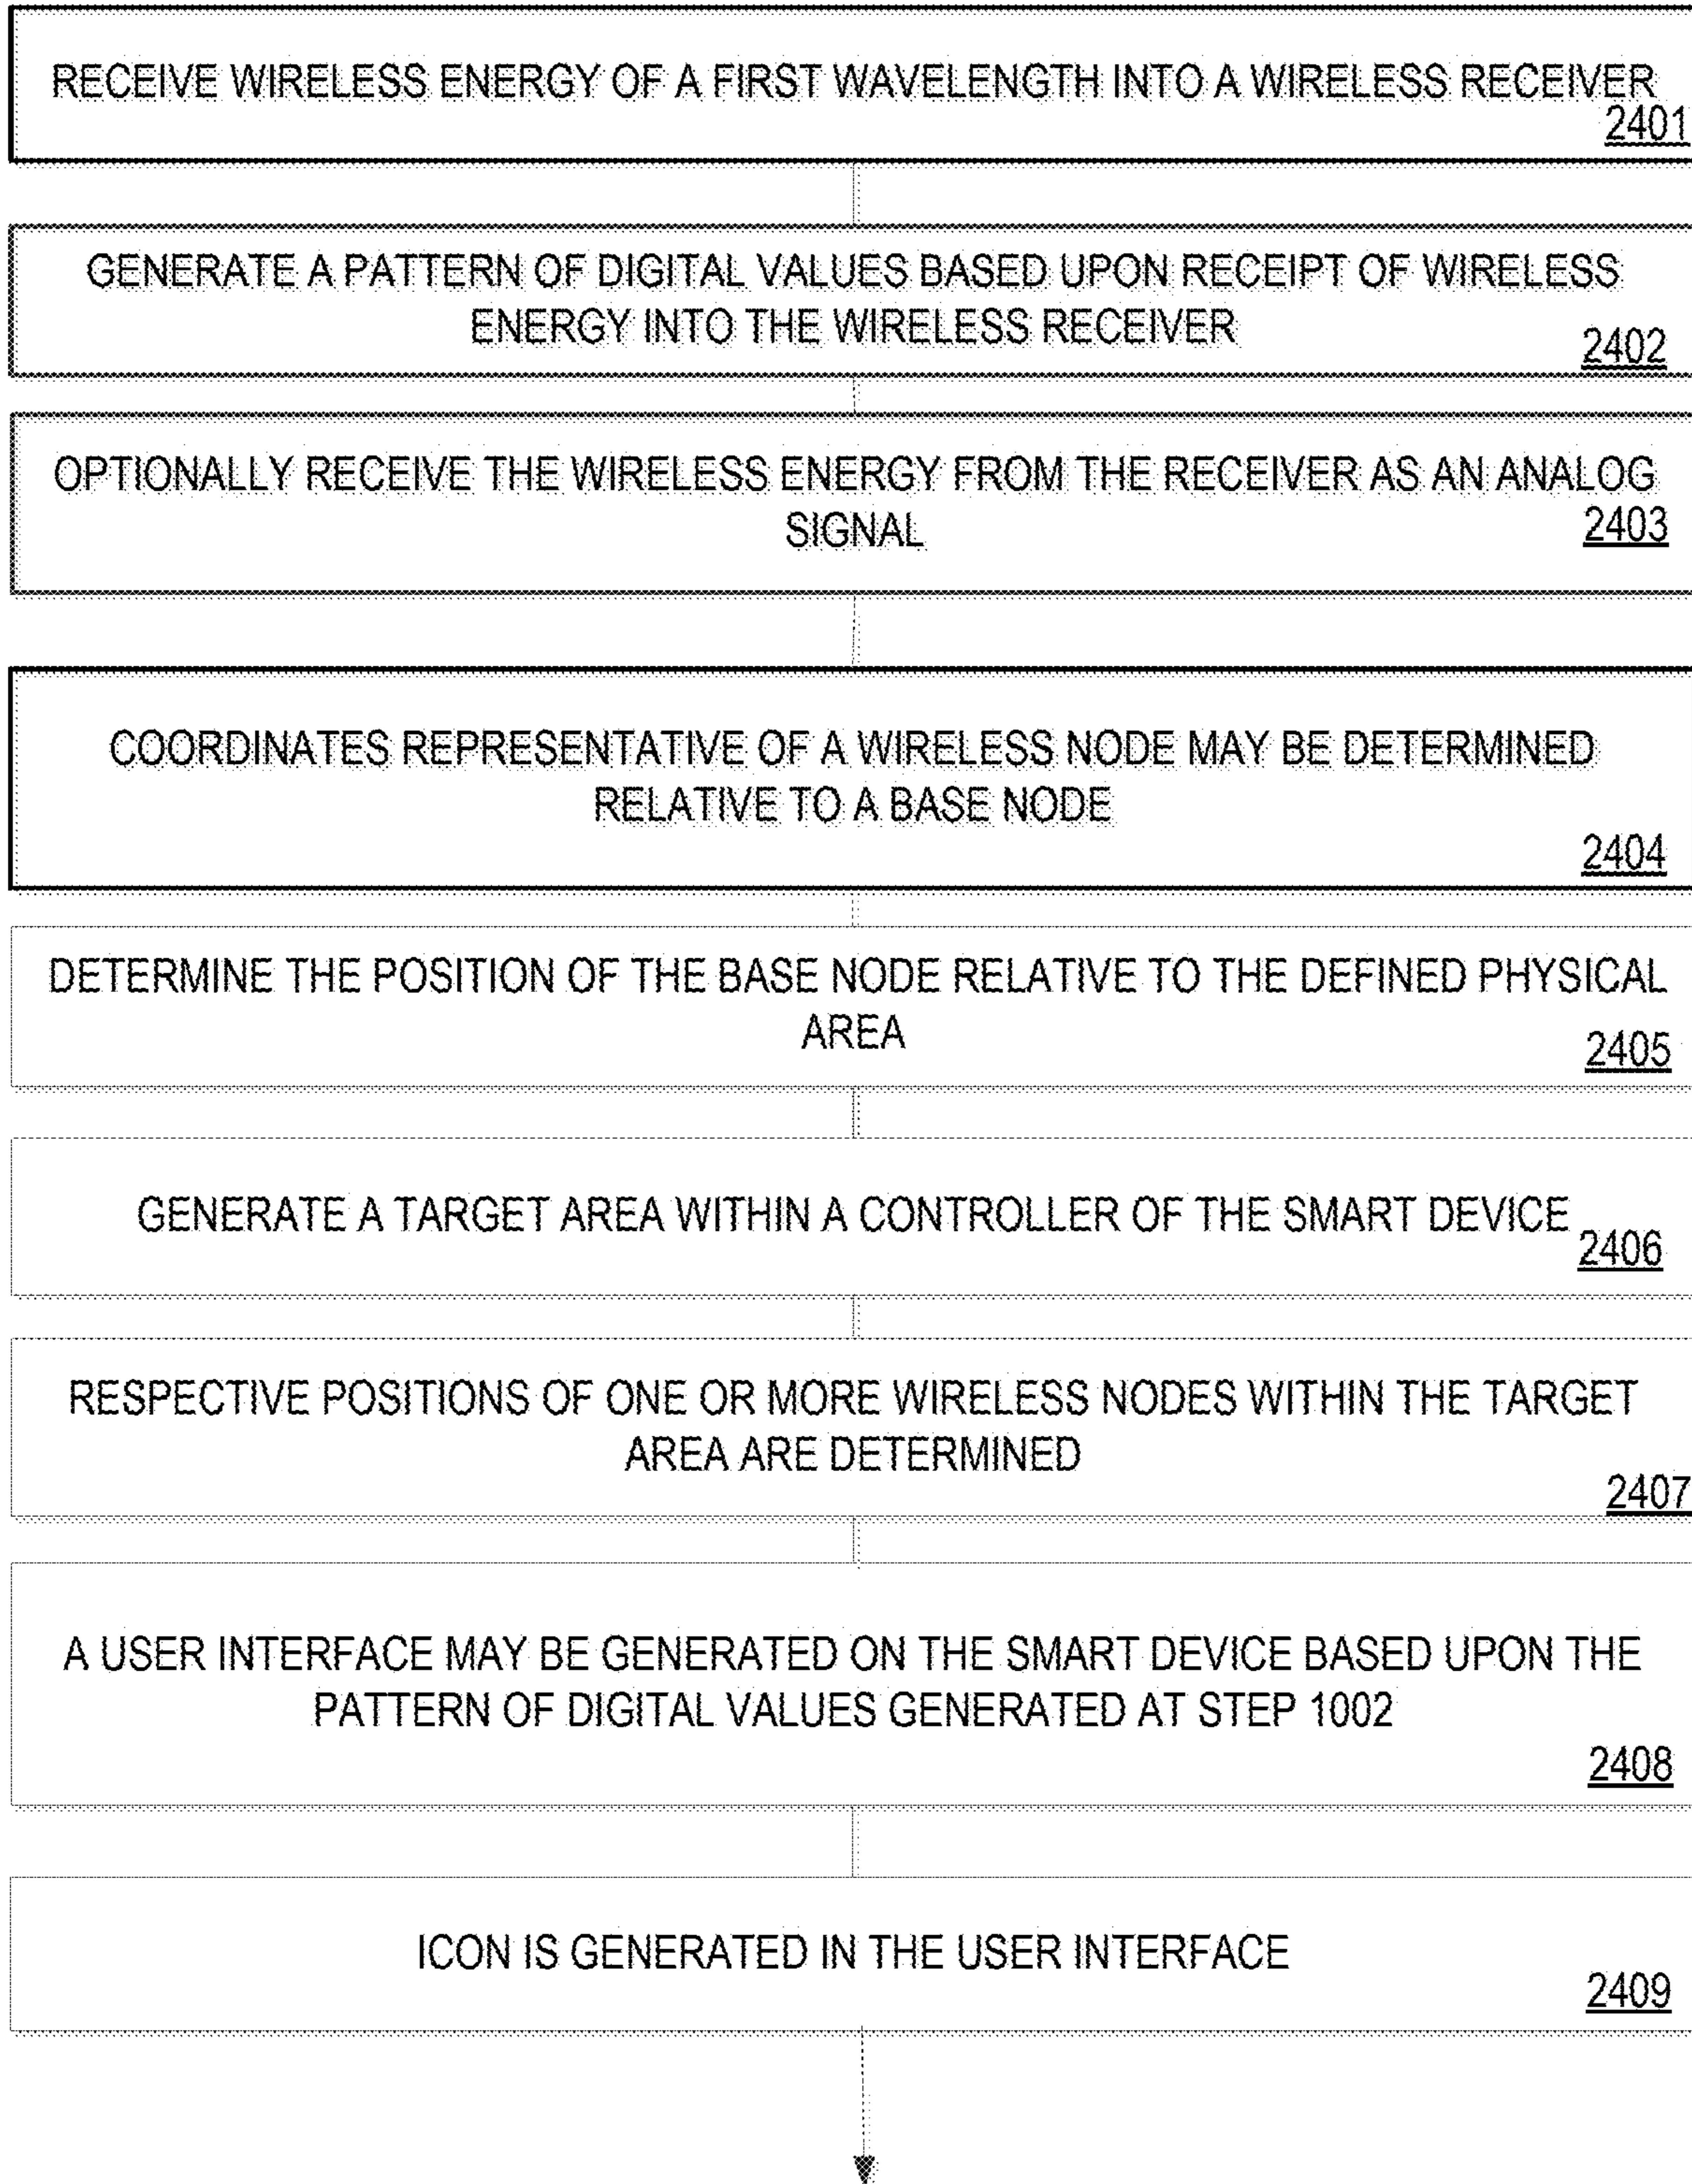 RECEIVE WIRELESS ENERGY OF A FIRST WAVELENGTH INTO A WIRELESS RECEIVER
2401
GENERATE A PATTERN OF DIGITAL VALUES BASED UPON RECEIPT OF WIRELESS
ENERGY INTO THE WIRELESS RECEIVER
2402
OPTIONALLY RECEIVE THE WIRELESS ENERGY FROM THE RECEIVER AS AN ANALOG
SIGNAL
2403
COORDINATES REPRESENTATIVE OF A WIRELESS NODE MAY BE DETERMINED
RELATIVE TO A BASE NODE
2404
DETERMINE THE POSITION OF THE BASE NODE RELATIVE TO THE DEFINED PHYSICAL
AREA
2405
GENERATE A TARGET AREA WITHIN A CONTROLLER OF THE SMART DEVICE
2406
RESPECTIVE POSITIONS OF ONE OR MORE WIRELESS NODES WITHIN THE TARGET
AREA ARE DETERMINED
2407
A USER INTERFACE MAY BE GENERATED ON THE SMART DEVICE BASED UPON THE
PATTERN OF DIGITAL VALUES GENERATED AT STEP 1002
2408
ICON IS GENERATED IN THE USER INTERFACE
2409